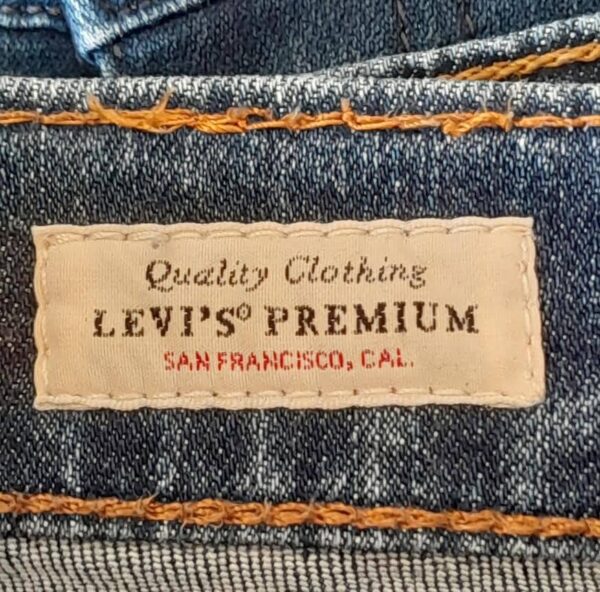 Quality Clothing
LEVI'S® PREMIUM
SAN FRANCISCO, CAL.